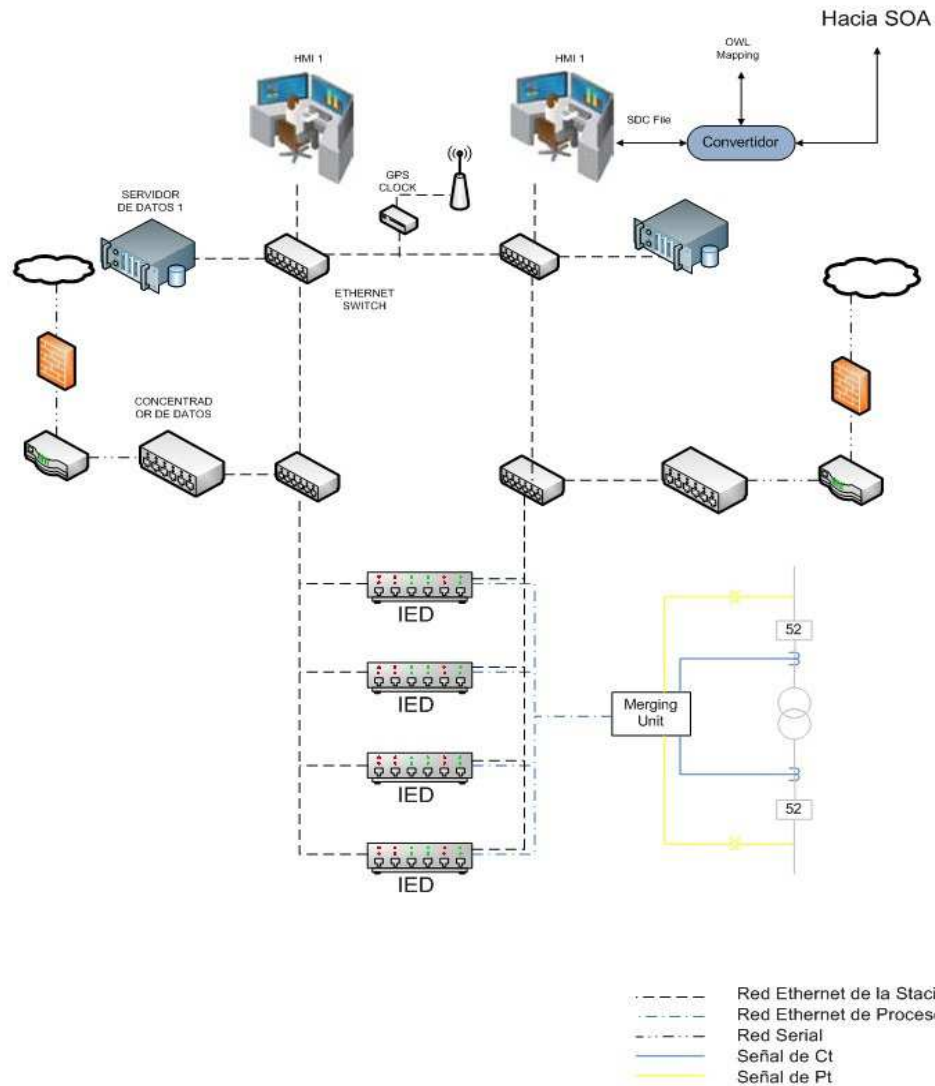 Hacia SOA
OWL
Mapping
HMI 1
HMI 1
SDC File
Convertidor
GPS
CLOCK
SERVIDOR
DE DATOS 1
ETHERNET
SWITCH
CONCENTRAD
OR DE DATOS
IED
52
IED
Merging
Unit
IED
52
IED
Red Ethernet de la Staci
Red Ethernet de Proces
Red Serial
Señal de Ct
Señal de Pt